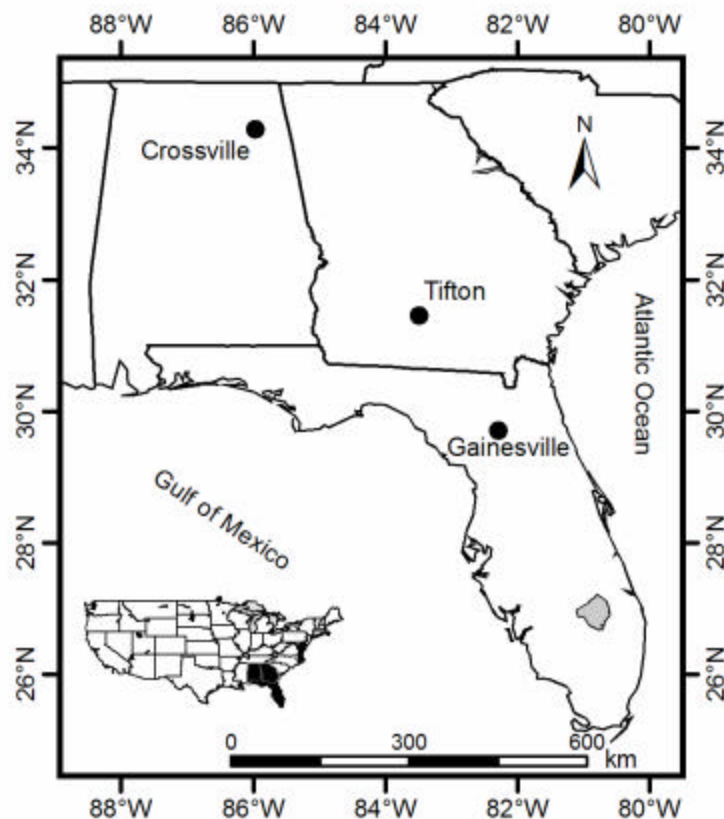 88°W 86°W 84°W 82°W 80°W
34°N 34°N
N
Crossville
32°N 32°N
Tifton
Atlantic Ocean
30°N 30°N
Gainesville
Gulf of Mexico
28°N 28°N
26°N 26°N
0 300 600
km
88°W 86°W 84°W 82°W 80°W